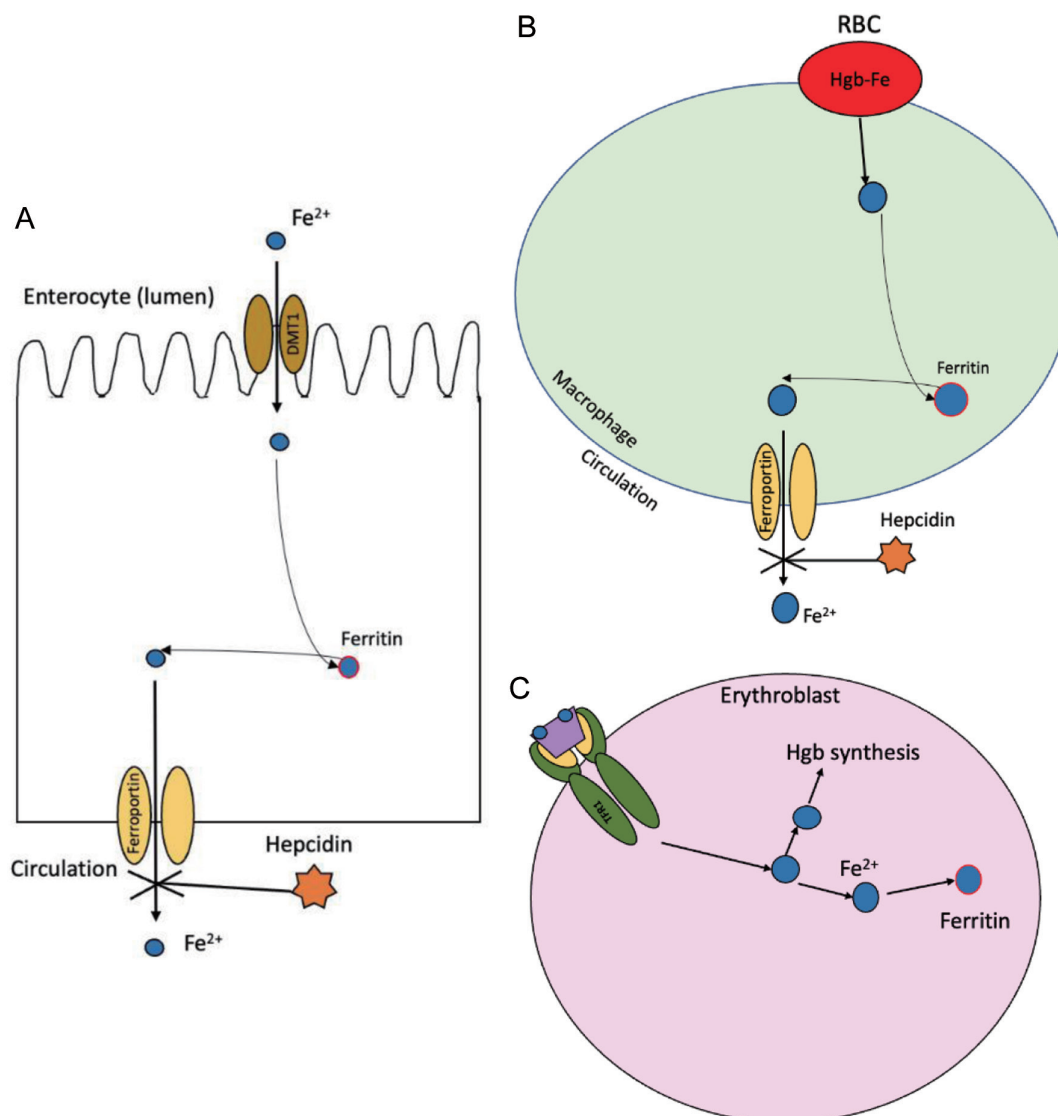 A
Fe²⁺
Enterocyte (lumen)
DMT1
Ferritin
Ferroportin
Circulation
Hepcidin
Fe²⁺
B
RBC
Hgb-Fe
Ferritin
Macrophage
Circulation
Ferroportin
Hepcidin
Fe²⁺
C
Erythroblast
Hgb synthesis
TFR1
Fe²⁺
Ferritin